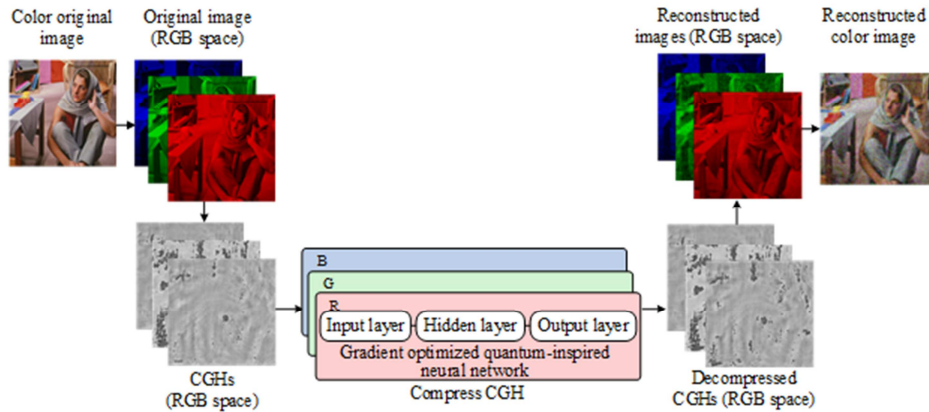 Color original
image
Original image
(RGB space)
Reconstructed
images (RGB space)
Reconstructed
color image
B
G
R
Input layer
Hidden layer
Output layer
Gradient optimized quantum-inspired
neural network
Compress CGH
CGHs
(RGB space)
Decompressed
CGHs (RGB space)